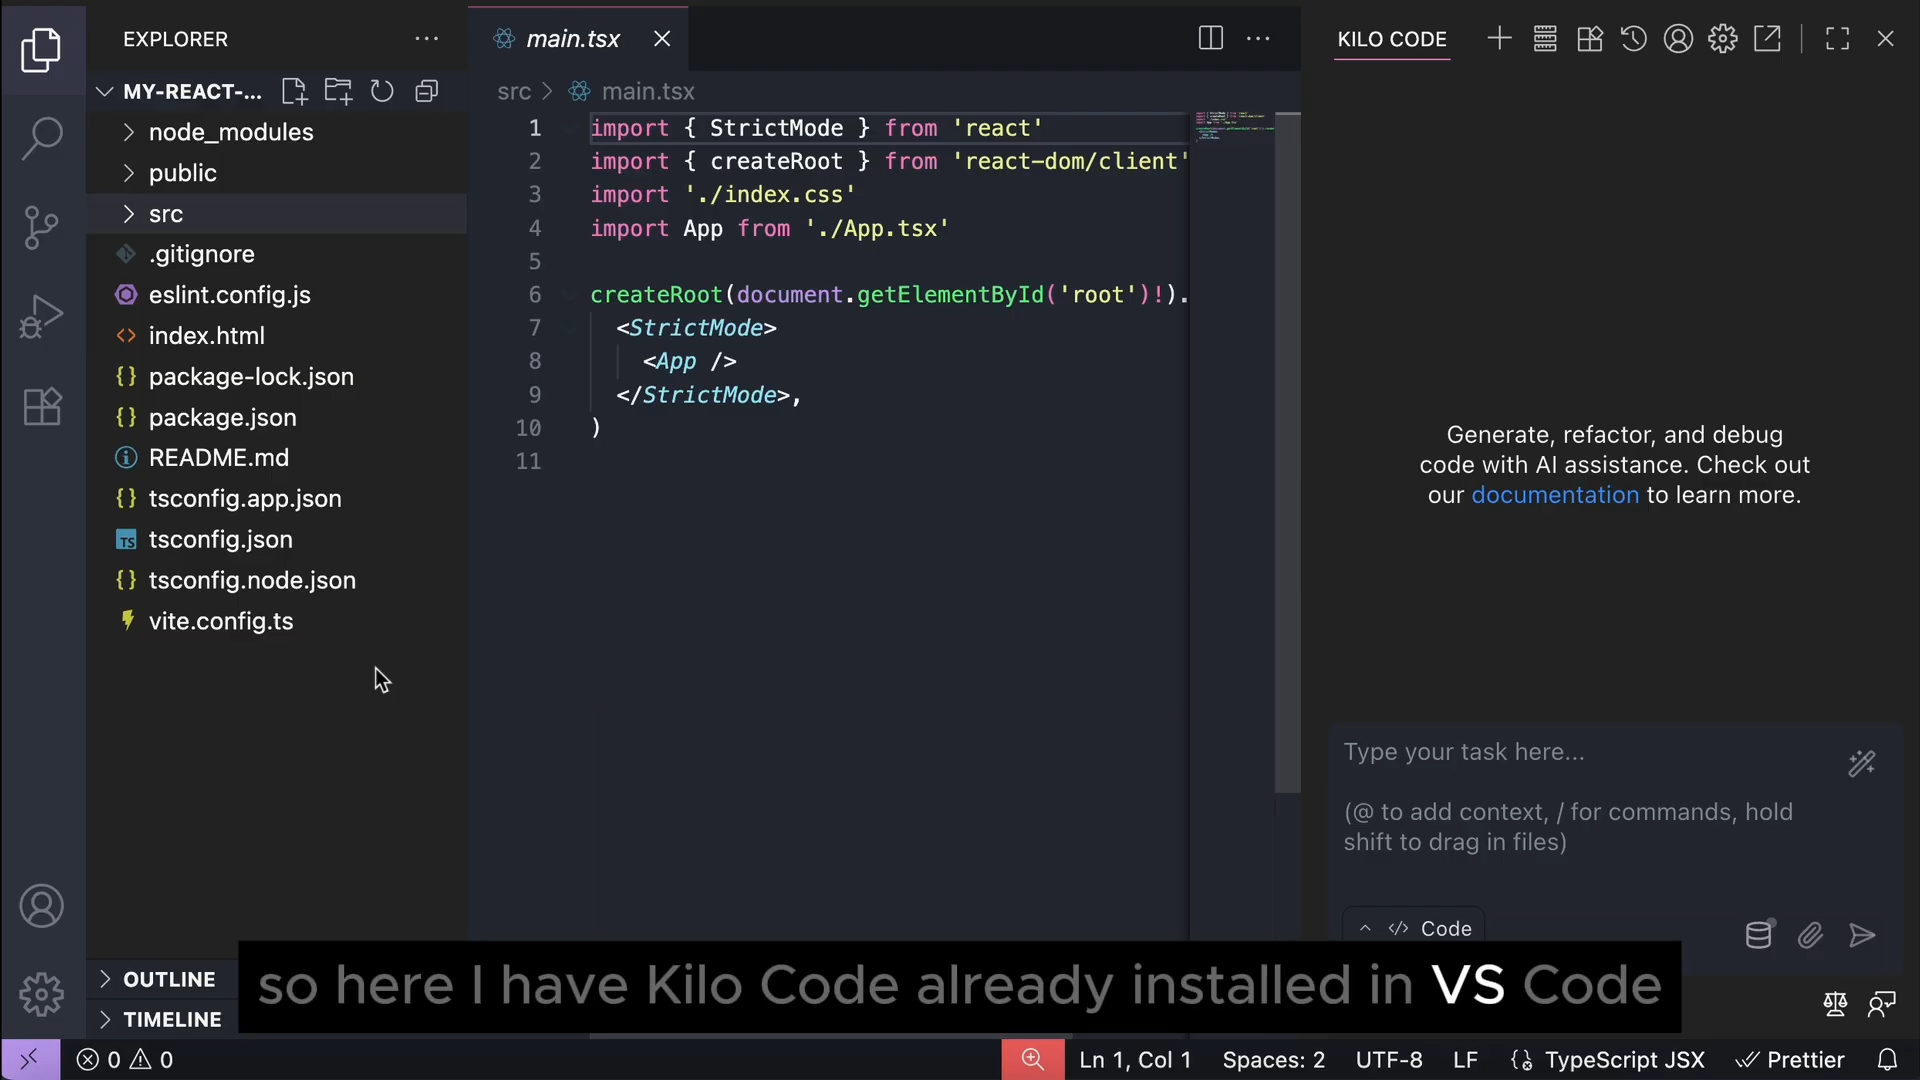 EXPLORER
MY-REACT-...
node_modules
public
src
.gitignore
eslint.config.js
index.html
package-lock.json
package.json
README.md
tsconfig.app.json
TS tsconfig.json
tsconfig.node.json
vite.config.ts
OUTLINE
TIMELINE
main.tsx
src > main.tsx
1 import { StrictMode } from 'react'
2 import { createRoot } from 'react-dom/client'
3 import './index.css'
4 import App from './App.tsx'
5
6 createRoot(document.getElementById('root')!).
7 <StrictMode>
8 <App />
9 </StrictMode>,
10 )
11
KILO CODE
Generate, refactor, and debug
code with AI assistance. Check out
our documentation to learn more.
Type your task here...
(@ to add context, / for commands, hold
shift to drag in files)
</> Code
so here I have Kilo Code already installed in VS Code
0 0
Ln 1, Col 1
Spaces: 2
UTF-8
LF
TypeScript JSX
Prettier